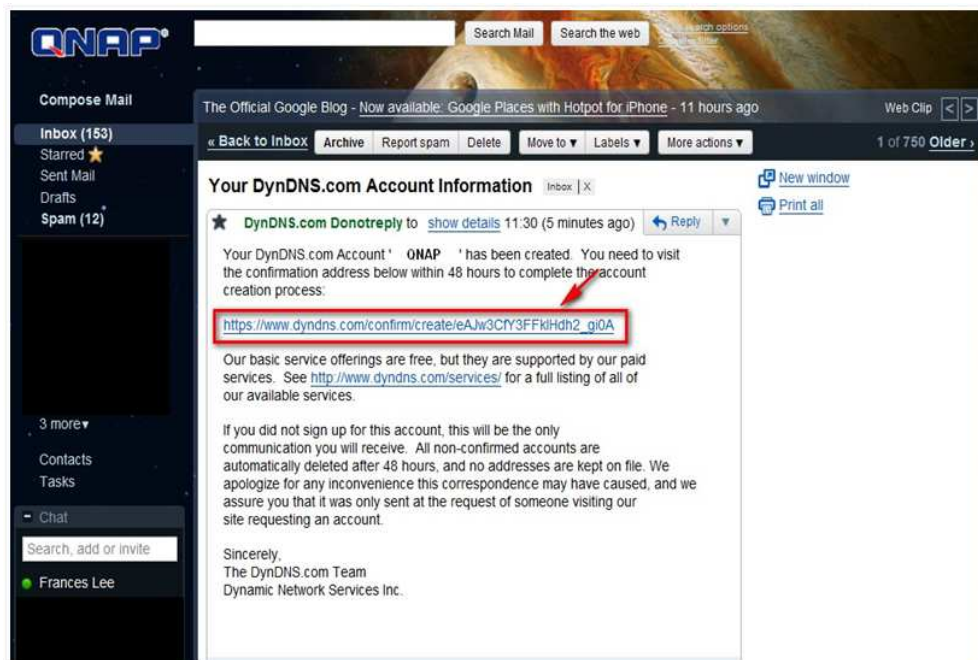 QNAP®
Search Mail
Search the web
search options
The Official Google Blog - Now available: Google Places with Hotpot for iPhone - 11 hours ago
Web Clip
<
>
Compose Mail
Inbox (153)
Starred
Sent Mail
Drafts
Spam (12)
3 more▾
Contacts
Tasks
- Chat
Search, add or invite
Frances Lee
« Back to Inbox
Archive
Report spam
Delete
Move to ▾
Labels ▾
More actions ▾
1 of 750 Older ›
Your DynDNS.com Account Information
Inbox | X
New window
Print all
DynDNS.com Donotreply to show details 11:30 (5 minutes ago)
Reply
▾
Your DynDNS.com Account ' QNAP ' has been created. You need to visit
the confirmation address below within 48 hours to complete the account
creation process:
https://www.dyndns.com/confirm/create/eAJw3CfY3FFklHdh2_gi0A
Our basic service offerings are free, but they are supported by our paid
services. See http://www.dyndns.com/services/ for a full listing of all of
our available services.
If you did not sign up for this account, this will be the only
communication you will receive. All non-confirmed accounts are
automatically deleted after 48 hours, and no addresses are kept on file. We
apologize for any inconvenience this correspondence may have caused, and we
assure you that it was only sent at the request of someone visiting our
site requesting an account.
Sincerely,
The DynDNS.com Team
Dynamic Network Services Inc.